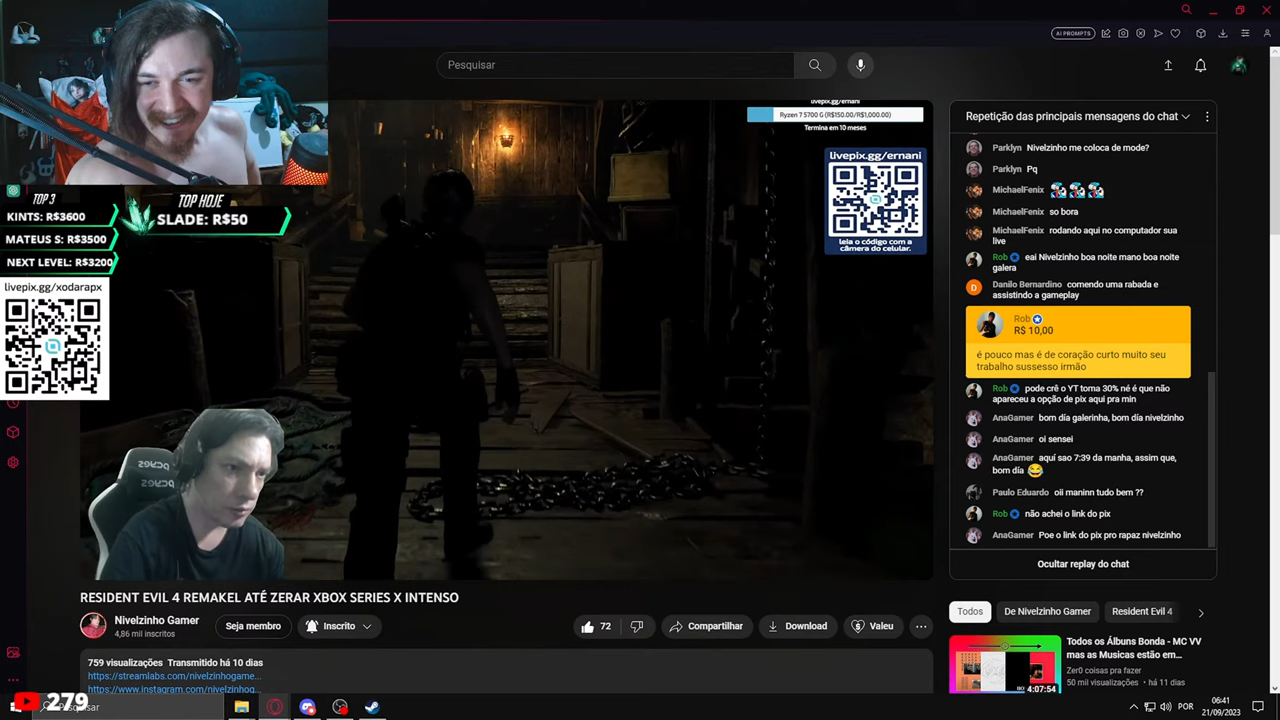 AI PROMPTS
Pesquisar
TOP 3
KINTS: R$3600
MATEUS S: R$3500
NEXT LEVEL: R$3200
TOP HOJE
SLADE: R$50
livepix.gg/xodarapx
livepix.gg/ernani
Ryzen 7 5700 G (R$150.00/R$1,000.00)
Termina em 10 meses
livepix.gg/ernani
leia o código com a
câmera do celular.
RESIDENT EVIL 4 REMAKEL ATÉ ZERAR XBOX SERIES X INTENSO
Nivelzinho Gamer
4,86 mil inscritos
Seja membro
Inscrito
72
Compartilhar
Download
Valeu
759 visualizações Transmitido há 10 dias
https://streamlabs.com/nivelzinhogame...
https://www.instagram.com/nivelzinhog...
Repetição das principais mensagens do chat
Parklyn Nivelzinho me coloca de mode?
Parklyn Pq
MichaelFenix
MichaelFenix so bora
MichaelFenix rodando aqui no computador sua
live
Rob eai Nivelzinho boa noite mano boa noite
galera
Danilo Bernardino comendo uma rabada e
assistindo a gameplay
Rob
R$ 10,00
é pouco mas é de coração curto muito seu
trabalho sussesso irmão
Rob pode crê o YT toma 30% né é que não
apareceu a opção de pix aqui pra min
AnaGamer bom día galerinha, bom día nivelzinho
AnaGamer oi sensei
AnaGamer aquí sao 7:39 da manha, assim que,
bom día 😂
Paulo Eduardo oii maninn tudo bem ??
Rob não achei o link do pix
AnaGamer Poe o link do pix pro rapaz nivelzinho
Ocultar replay do chat
Todos
De Nivelzinho Gamer
Resident Evil 4
Todos os Álbuns Bonda - MC VV
mas as Musicas estão em...
Zer0 coisas pra fazer
50 mil visualizações • há 11 dias
4:07:54
279
POR
06:41
21/09/2023